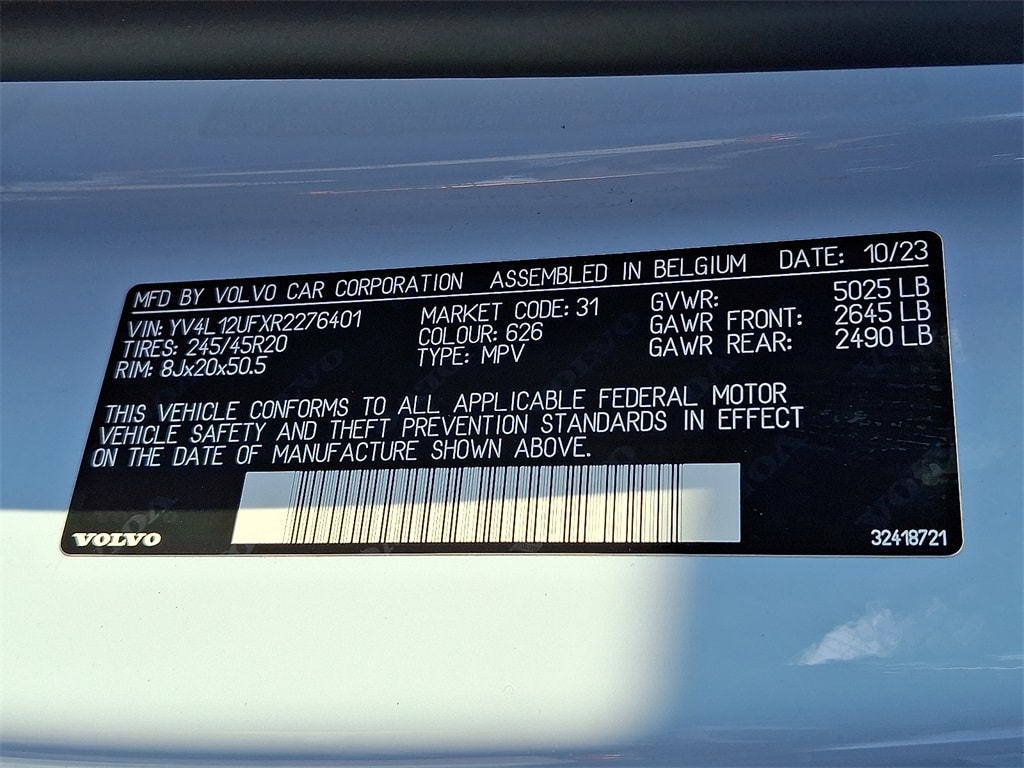 MFD BY VOLVO CAR CORPORATION ASSEMBLED IN BELGIUM DATE: 10/23
VIN: YV4L12UFXR2276401 MARKET CODE: 31 GVWR: 5025 LB
TIRES: 245/45R20 COLOUR: 626 GAWR FRONT: 2645 LB
RIM: 8Jx20x50.5 TYPE: MPV GAWR REAR: 2490 LB
THIS VEHICLE CONFORMS TO ALL APPLICABLE FEDERAL MOTOR
VEHICLE SAFETY AND THEFT PREVENTION STANDARDS IN EFFECT
ON THE DATE OF MANUFACTURE SHOWN ABOVE.
VOLVO 32418721